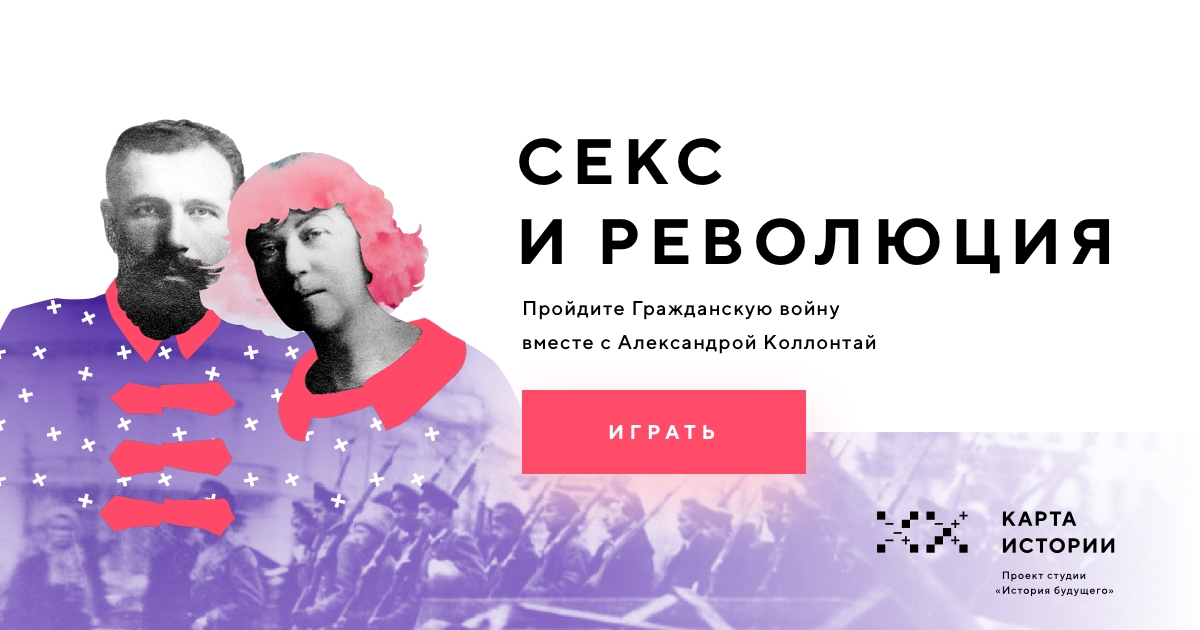 СЕКС
И РЕВОЛЮЦИЯ
Пройдите Гражданскую войну
вместе с Александрой Коллонтай
ИГРАТЬ
КАРТА
ИСТОРИИ
Проект студии
«История будущего»